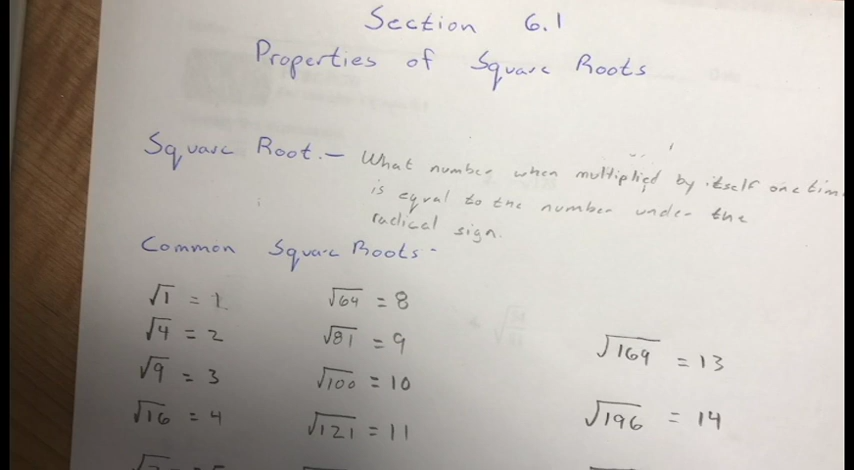 Section 6.1
Properties of Square Roots
Square Root.- What number when multiplied by itself one time
is equal to the number under the
radical sign.
Common Square Roots-
√1 = 1
√4 = 2
√9 = 3
√16 = 4
√64 = 8
√81 = 9
√100 = 10
√121 = 11
√169 = 13
√196 = 14